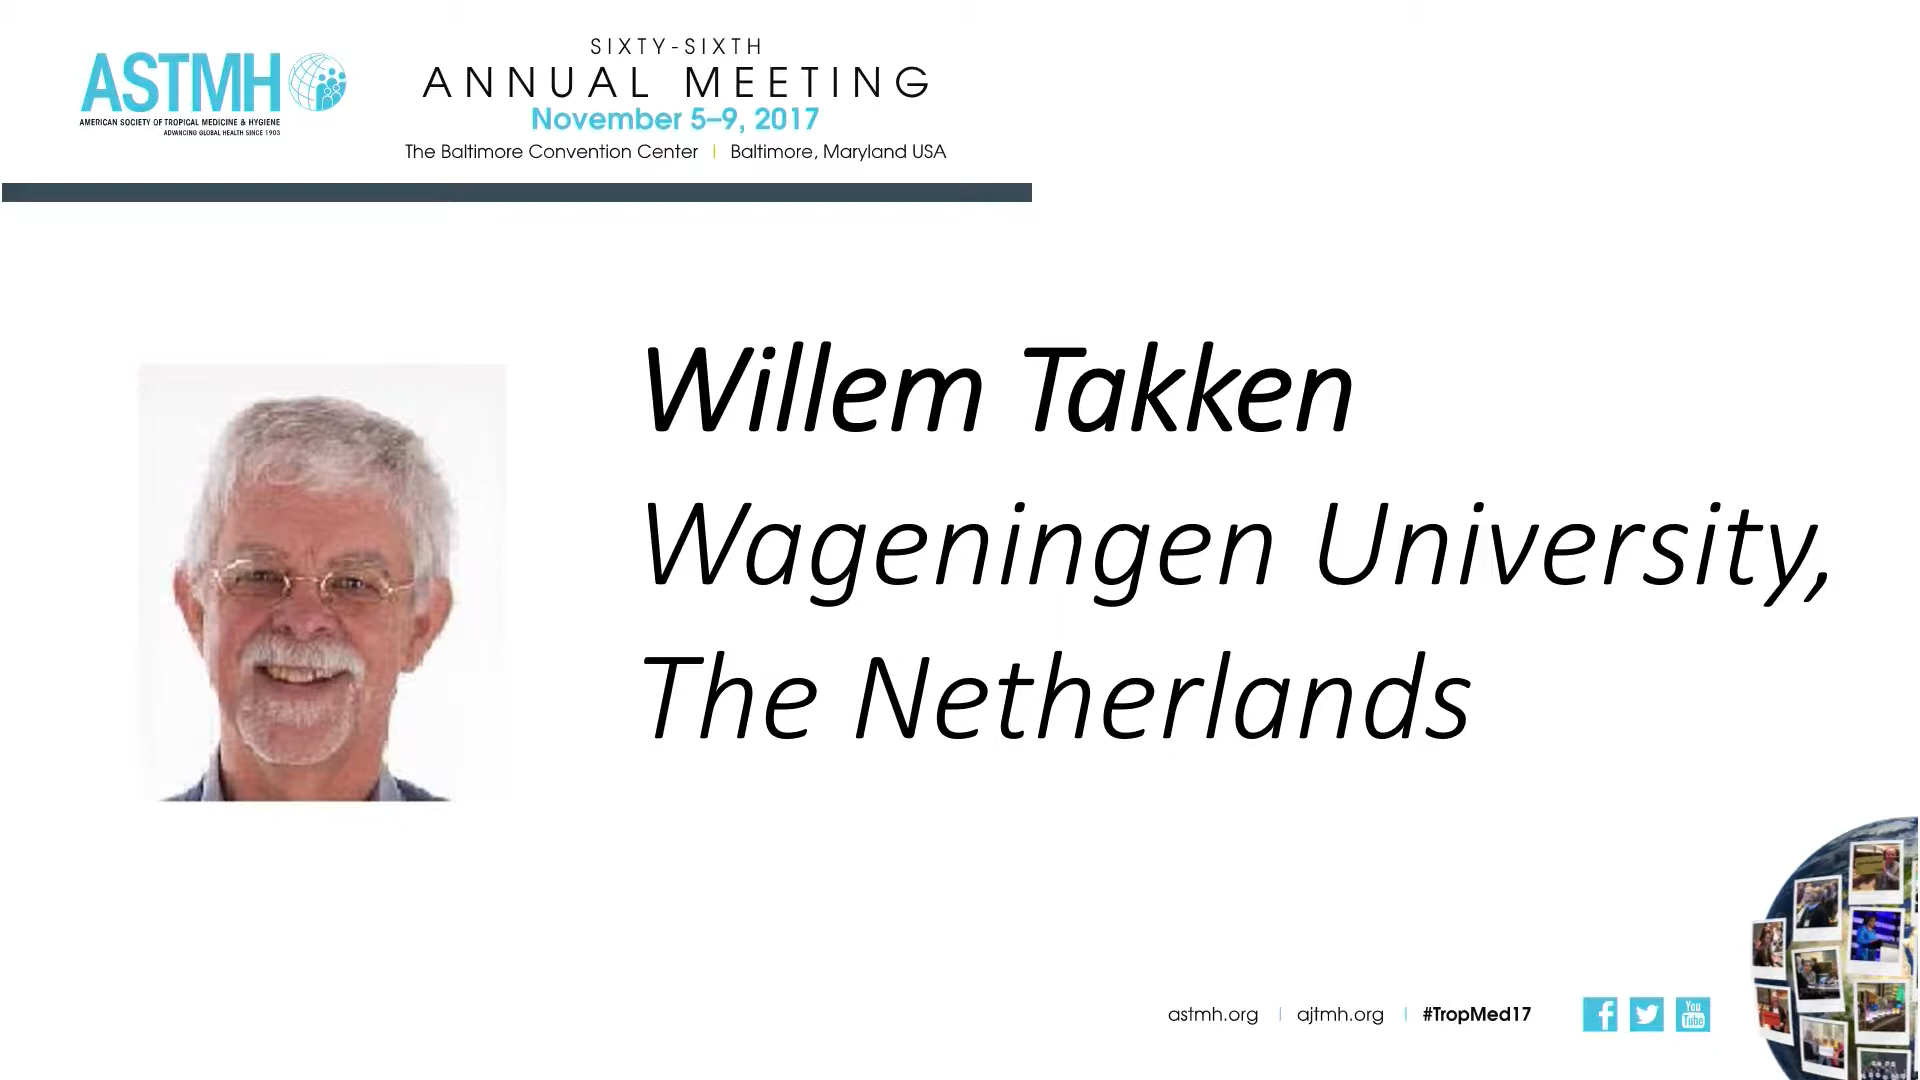 ASTMH
AMERICAN SOCIETY OF TROPICAL MEDICINE & HYGIENE
ADVANCING GLOBAL HEALTH SINCE 1903
SIXTY-SIXTH
ANNUAL MEETING
November 5–9, 2017
The Baltimore Convention Center | Baltimore, Maryland USA
Willem Takken
Wageningen University,
The Netherlands
astmh.org | ajtmh.org | #TropMed17
You
Tube